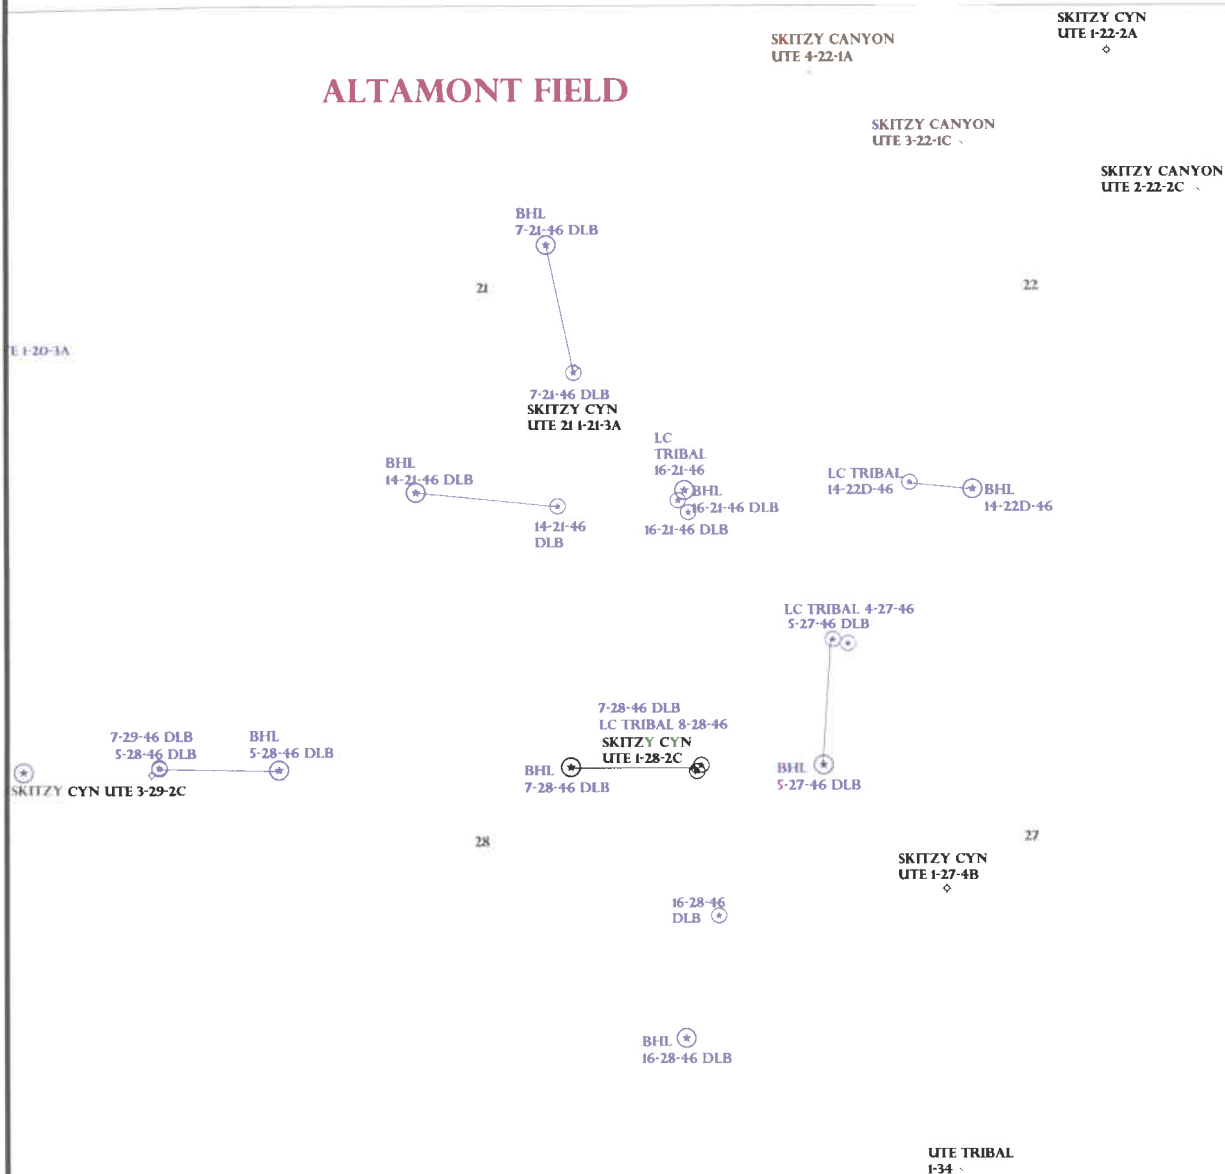 SKITZY CYN
UTE 1-22-2A
SKITZY CANYON
UTE 4-22-1A
ALTAMONT FIELD
SKITZY CANYON
UTE 3-22-1C
SKITZY CANYON
UTE 2-22-2C
BHL
7-21-46 DLB
21
22
E 1-20-3A
7-21-46 DLB
SKITZY CYN
UTE 21 1-21-3A
LC
TRIBAL
16-21-46
BHL
14-21-46 DLB
LC TRIBAL
14-22D-46
BHL
16-21-46 DLB
BHL
14-22D-46
14-21-46
DLB
16-21-46 DLB
LC TRIBAL 4-27-46
5-27-46 DLB
7-28-46 DLB
LC TRIBAL 8-28-46
SKITZY CYN
UTE 1-28-2C
7-29-46 DLB
5-28-46 DLB
BHL
5-28-46 DLB
BHL
7-28-46 DLB
BHL
5-27-46 DLB
SKITZY CYN UTE 3-29-2C
28
27
SKITZY CYN
UTE 1-27-4B
16-28-46
DLB
BHL
16-28-46 DLB
UTE TRIBAL
1-34